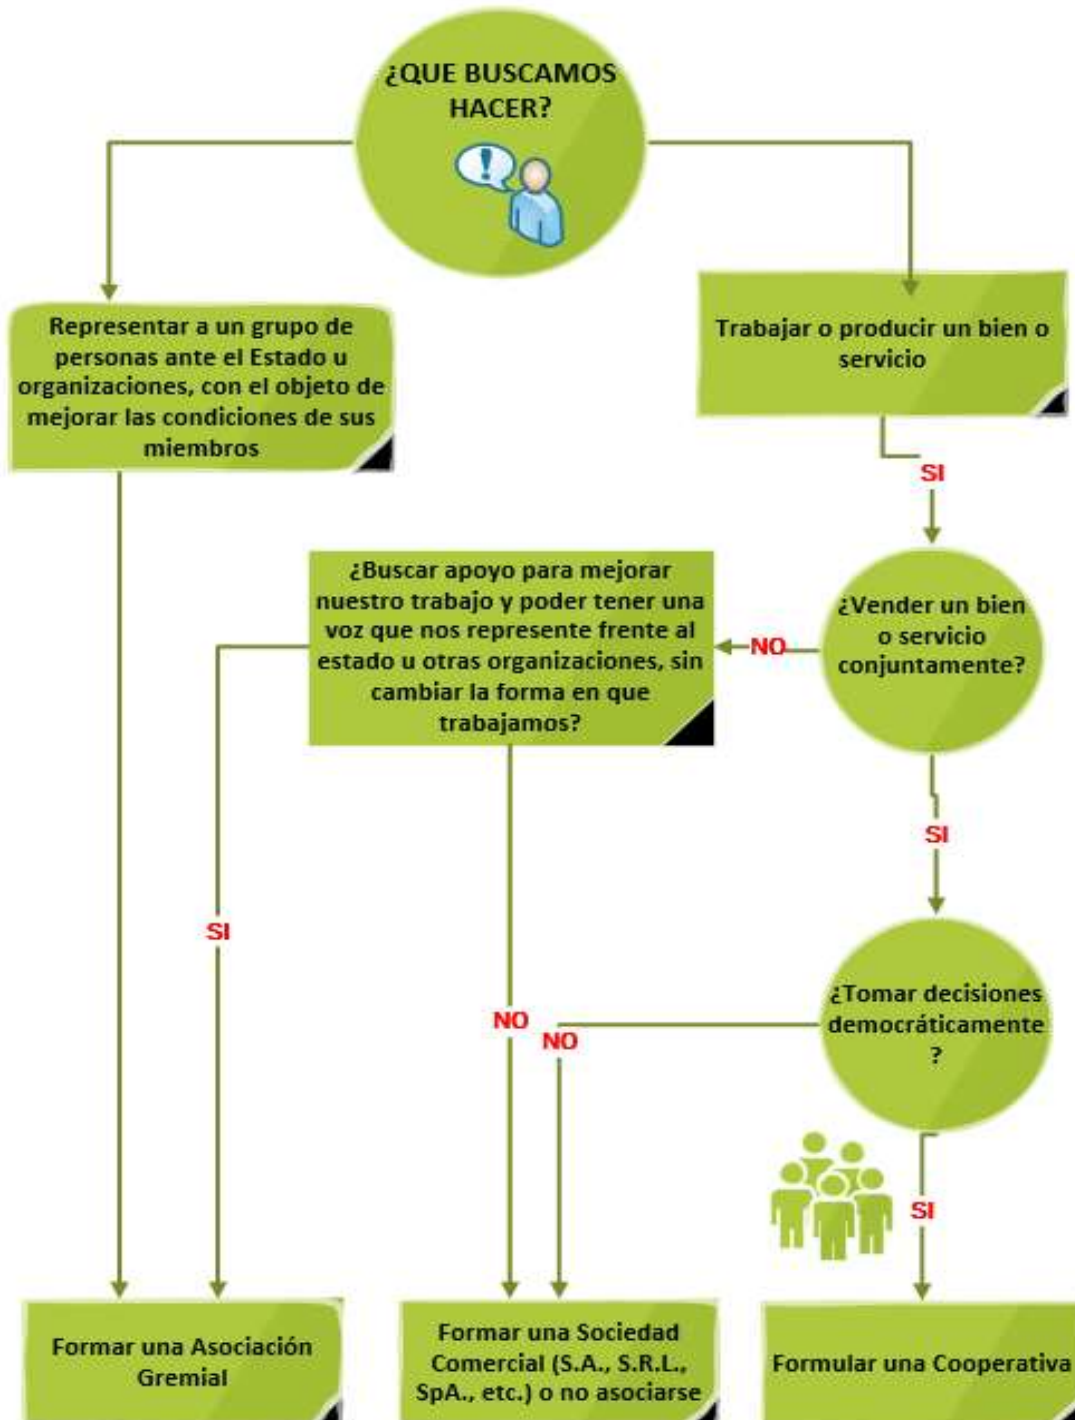 ¿QUE BUSCAMOS
HACER?
!
Representar a un grupo de
personas ante el Estado u
organizaciones, con el objeto de
mejorar las condiciones de sus
miembros
Trabajar o producir un bien o
servicio
SI
¿Buscar apoyo para mejorar
nuestro trabajo y poder tener una
voz que nos represente frente al
estado u otras organizaciones, sin
cambiar la forma en que
trabajamos?
NO
¿Vender un bien
o servicio
conjuntamente?
SI
SI
¿Tomar decisiones
democráticamente
?
NO
NO
SI
Formar una Asociación
Gremial
Formar una Sociedad
Comercial (S.A., S.R.L.,
SpA., etc.) o no asociarse
Formular una Cooperativa